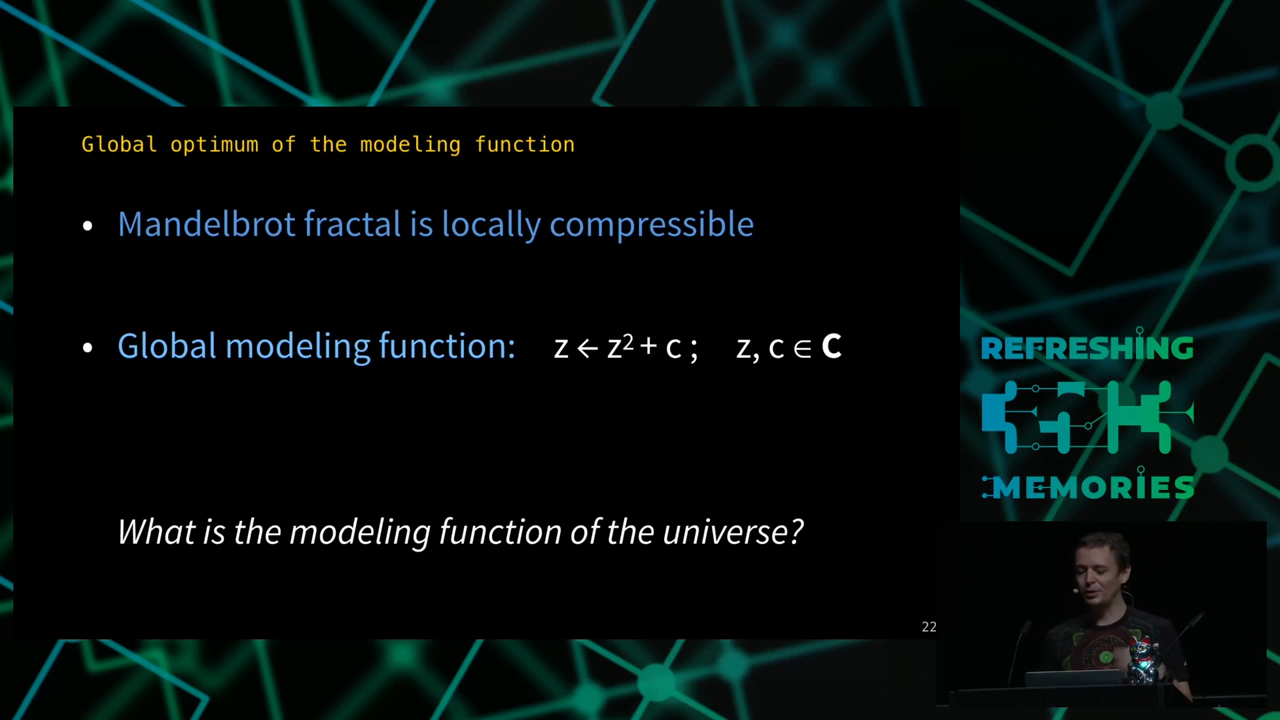 Global optimum of the modeling function
• Mandelbrot fractal is locally compressible
• Global modeling function: z ← z² + c ; z, c ∈ C
What is the modeling function of the universe?
22
REFRESHING
MEMORIES